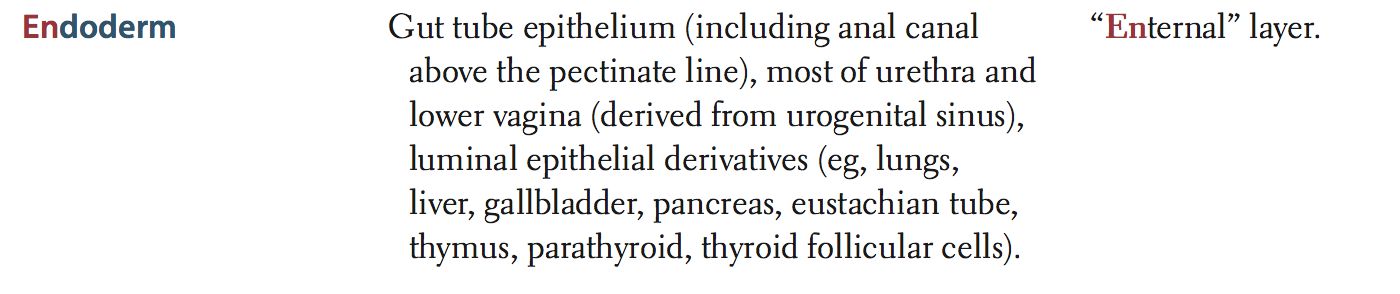 Endoderm Gut tube epithelium (including anal canal “Enternal” layer.
above the pectinate line), most of urethra and
lower vagina (derived from urogenital sinus),
luminal epithelial derivatives (eg, lungs,
liver, gallbladder, pancreas, eustachian tube,
thymus, parathyroid, thyroid follicular cells).